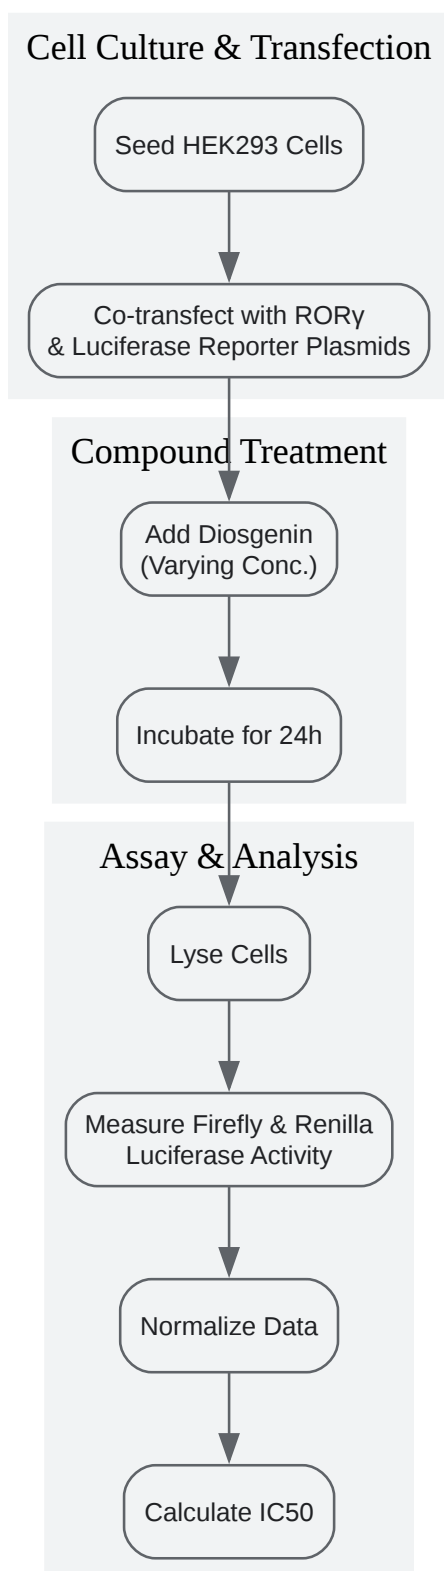 Cell Culture & Transfection
Seed HEK293 Cells
Co-transfect with RORγ
& Luciferase Reporter Plasmids
Compound Treatment
Add Diosgenin
(Varying Conc.)
Incubate for 24h
Assay & Analysis
Lyse Cells
Measure Firefly & Renilla
Luciferase Activity
Normalize Data
Calculate IC50